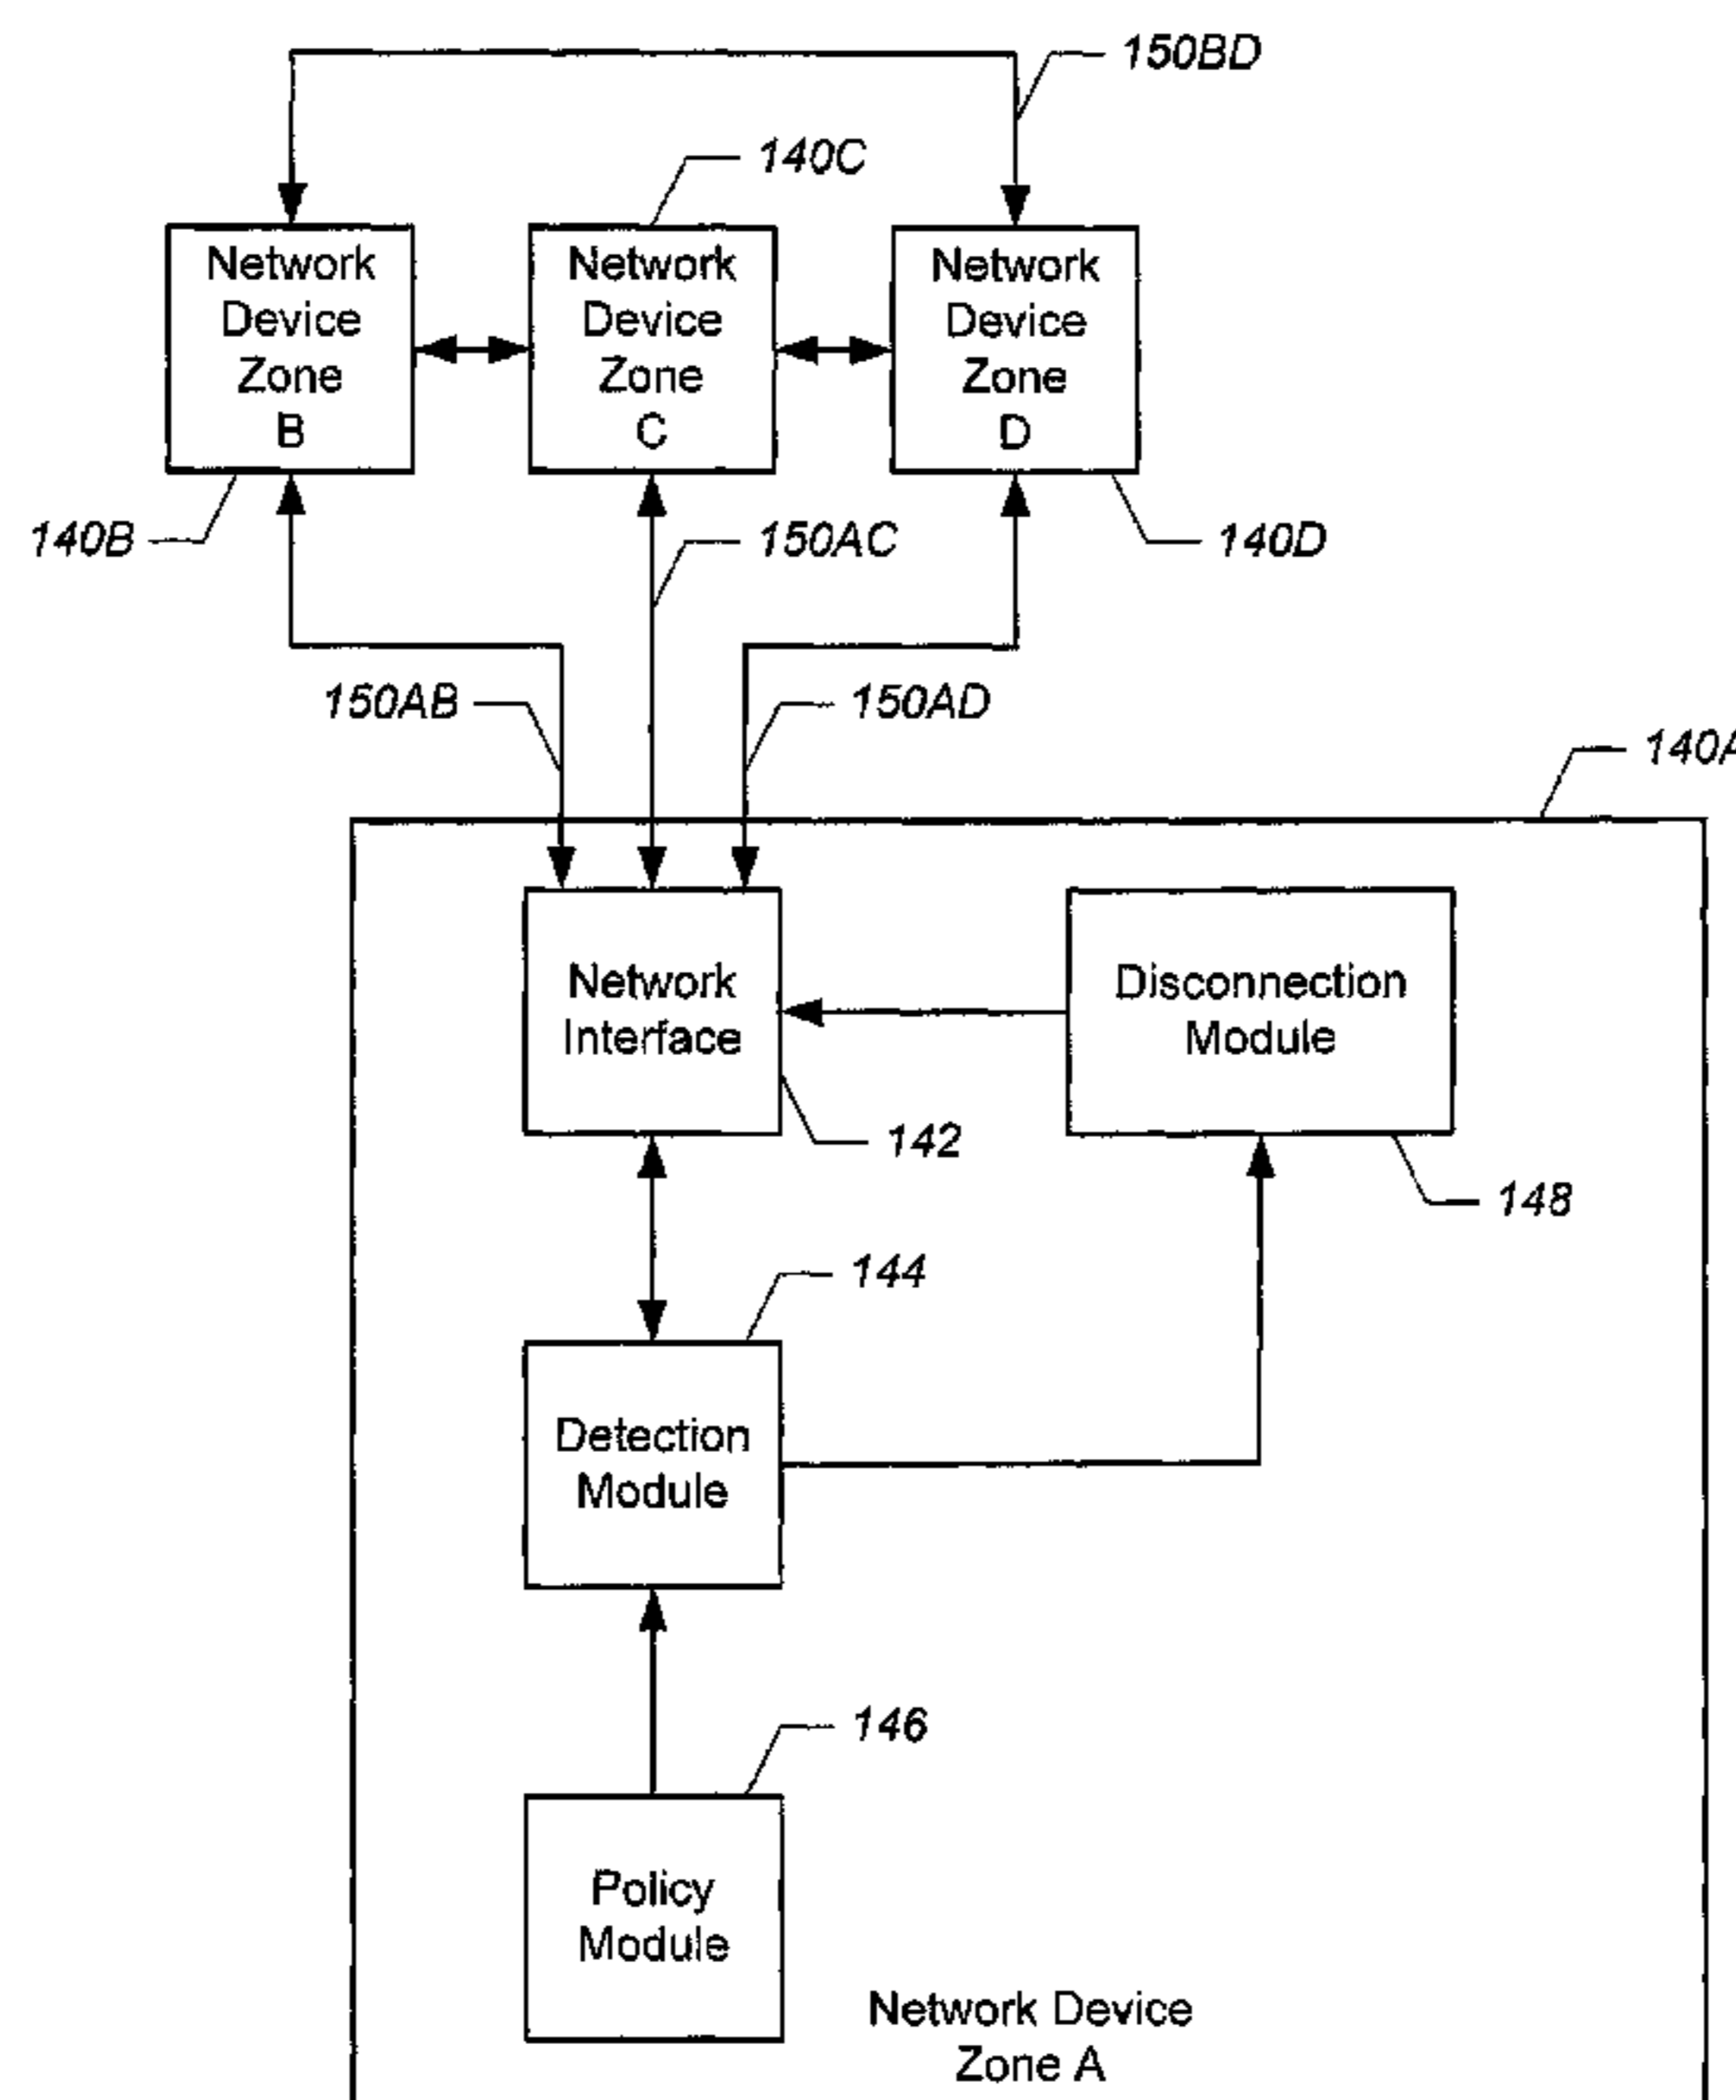 150BD
140C
Network
Device
Zone
B
Network
Device
Zone
C
Network
Device
Zone
D
140B
150AC
140D
150AB
150AD
140A
Network
Interface
Disconnection
Module
142
148
144
Detection
Module
146
Policy
Module
Network Device
Zone A